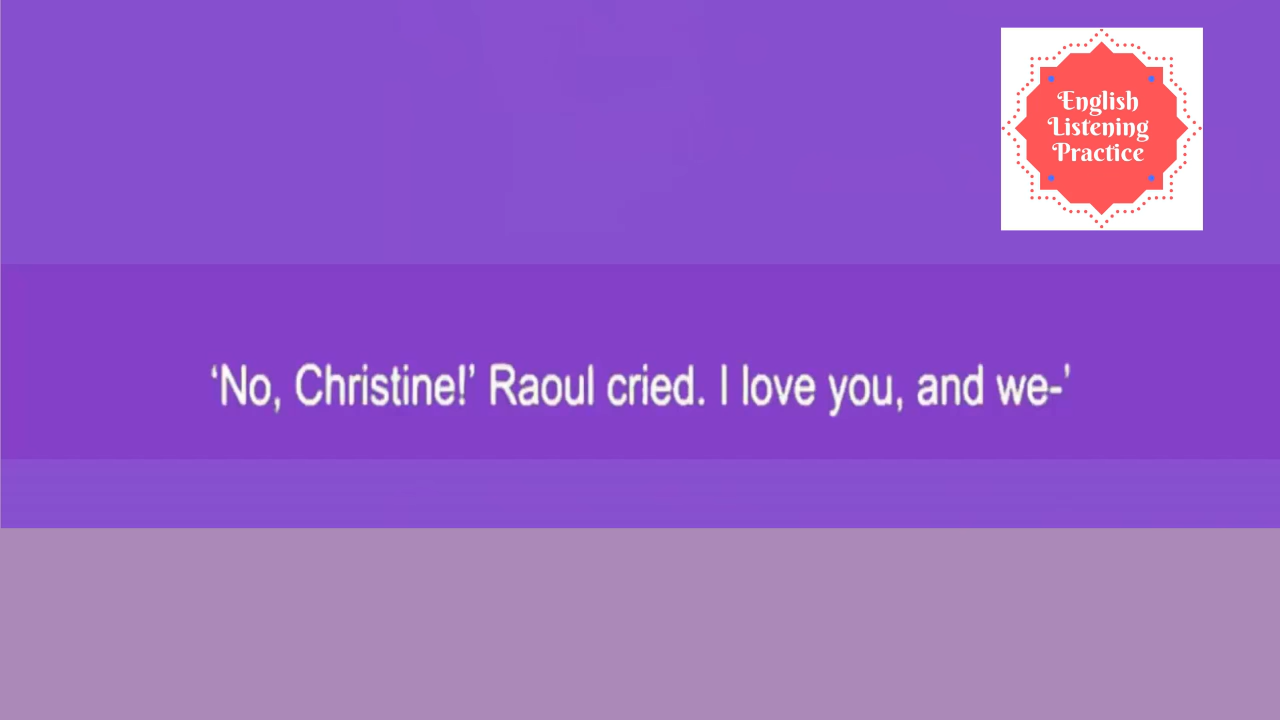 English
Listening
Practice
‘No, Christine!’ Raoul cried. I love you, and we-’